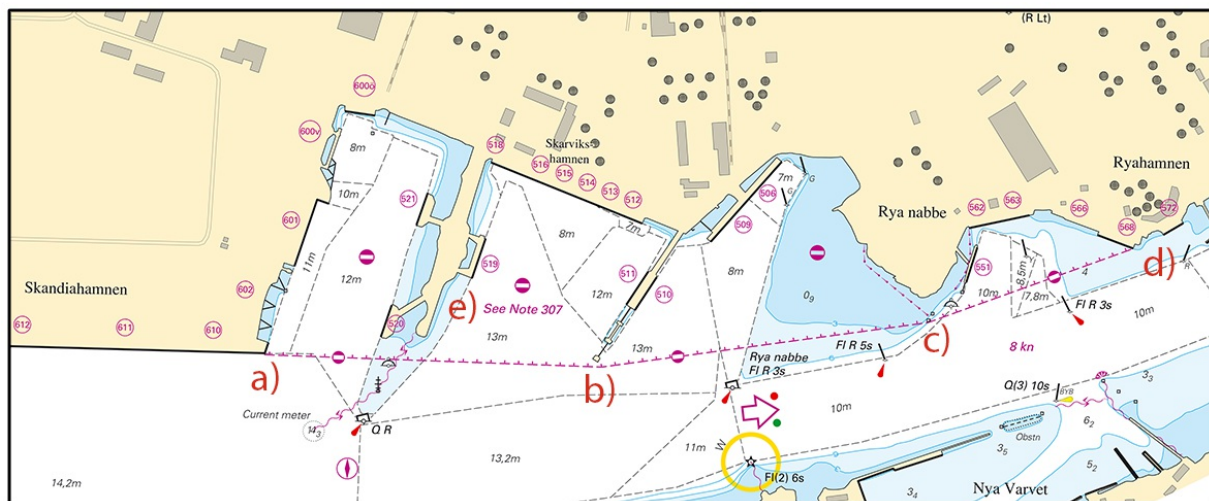 (R Lt)
600ö
600v
8m
10m
601
11m
12m
521
602
Skandiahamnen
612
611
610
a)
520
e)
See Note 307
518
Skarviks-
hamnen
516
515
514
513
512
7m
8m
519
12m
511
510
13m
13m
b)
7m
506
509
G
G
8m
09
Rya nabbe
562
563
566
568
572
Ryahamnen
551
10m
8,5m
7,8m
4
d)
R
c)
Fl R 3s
10m
8 kn
Rya nabbe
Fl R 3s
Fl R 5s
Q(3) 10s
BYB
33
10m
Current meter
143
Q R
13,2m
11m
W
Fl(2) 6s
14,2m
35
Obstn
62
52
34
Nya Varvet